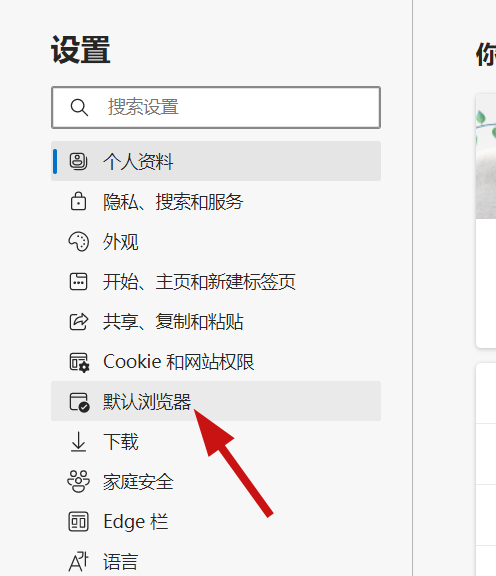 设置
你
搜索设置
个人资料
隐私、搜索和服务
外观
开始、主页和新建标签页
共享、复制和粘贴
Cookie 和网站权限
默认浏览器
下载
家庭安全
Edge 栏
语言